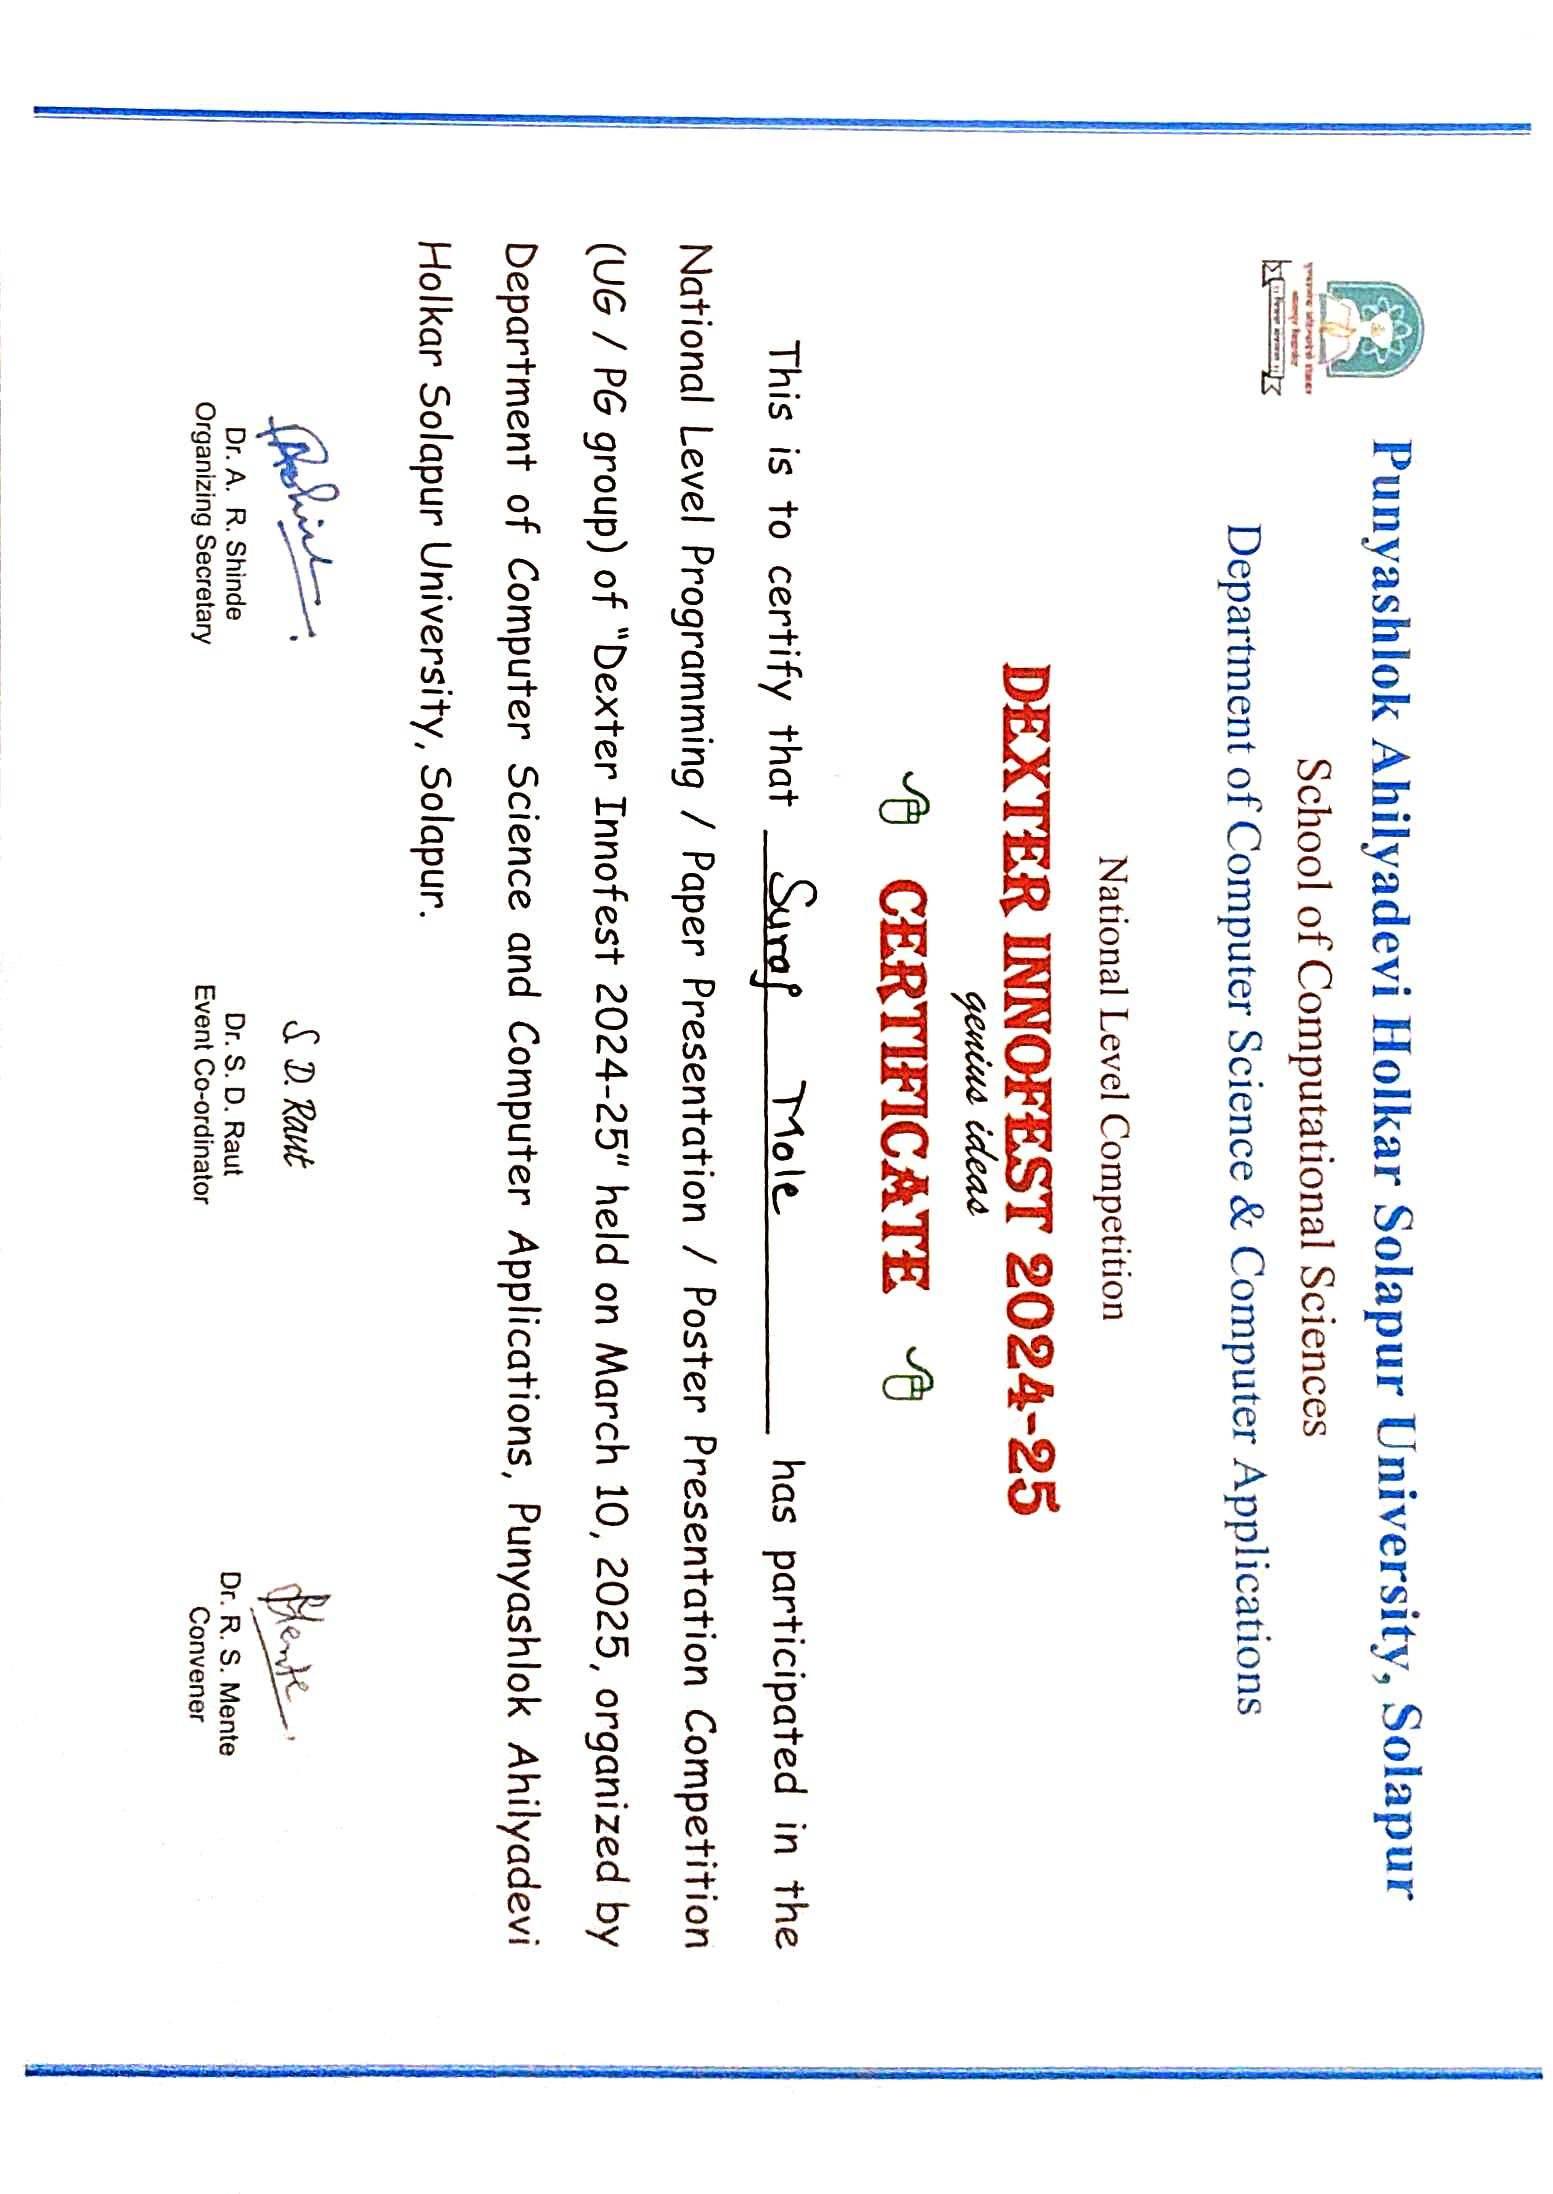 Punyashlok Ahilyadevi Holkar Solapur University, Solapur
School of Computational Sciences
Department of Computer Science & Computer Applications
National Level Competition
DEXTER INNOFEST 2024-25
genius ideas
CERTIFICATE
This is to certify that Suraj Mole has participated in the
National Level Programming / Paper Presentation / Poster Presentation Competition
(UG / PG group) of "Dexter Innofest 2024-25" held on March 10, 2025, organized by
Department of Computer Science and Computer Applications, Punyashlok Ahilyadevi
Holkar Solapur University, Solapur.
S. D. Raut
Dr. A. R. Shinde
Organizing Secretary
Dr. S. D. Raut
Event Co-ordinator
Dr. R. S. Mente
Convener